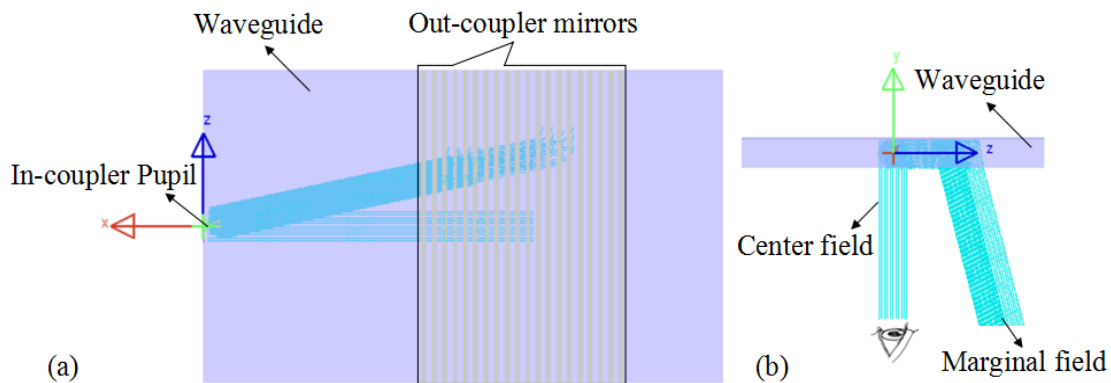 Waveguide
Out-coupler mirrors
z
In-coupler Pupil
x
(a)
y
Waveguide
z
Center field
(b)
Marginal field